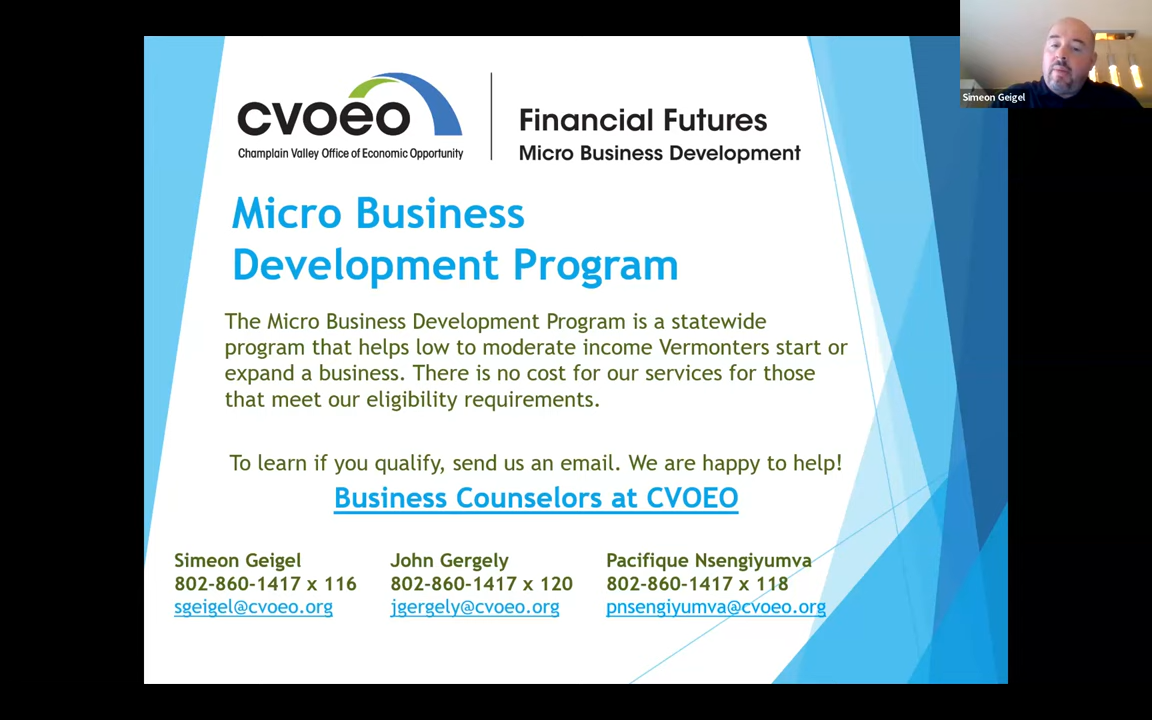 Simeon Geigel
cvoeo
Champlain Valley Office of Economic Opportunity
Financial Futures
Micro Business Development
Micro Business
Development Program
The Micro Business Development Program is a statewide
program that helps low to moderate income Vermonters start or
expand a business. There is no cost for our services for those
that meet our eligibility requirements.
To learn if you qualify, send us an email. We are happy to help!
Business Counselors at CVOEO
Simeon Geigel
802-860-1417 x 116
sgeigel@cvoeo.org
John Gergely
802-860-1417 x 120
jgergely@cvoeo.org
Pacifique Nsengiyumva
802-860-1417 x 118
pnsengiyumva@cvoeo.org